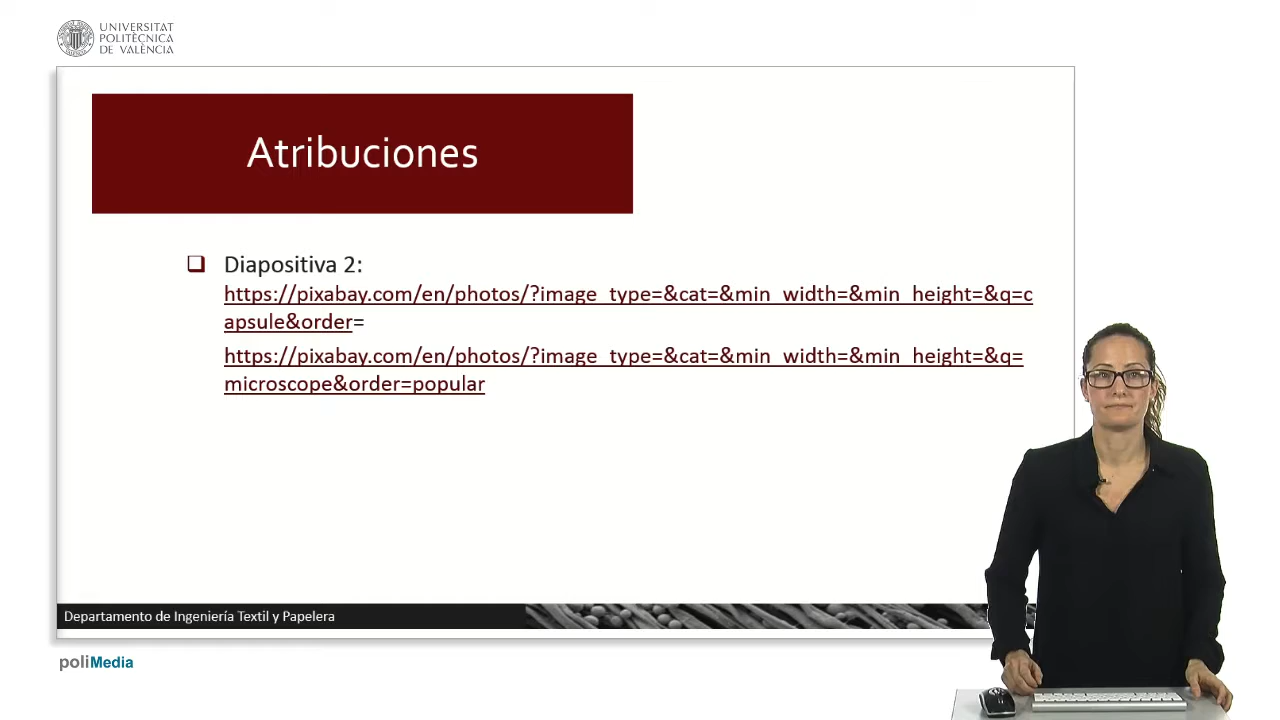 UNIVERSITAT
POLITÈCNICA
DE VALÈNCIA
Atribuciones
Diapositiva 2:
https://pixabay.com/en/photos/?image_type=&cat=&min_width=&min_height=&q=c
apsule&order=
https://pixabay.com/en/photos/?image_type=&cat=&min_width=&min_height=&q=
microscope&order=popular
Departamento de Ingeniería Textil y Papelera
poliMedia